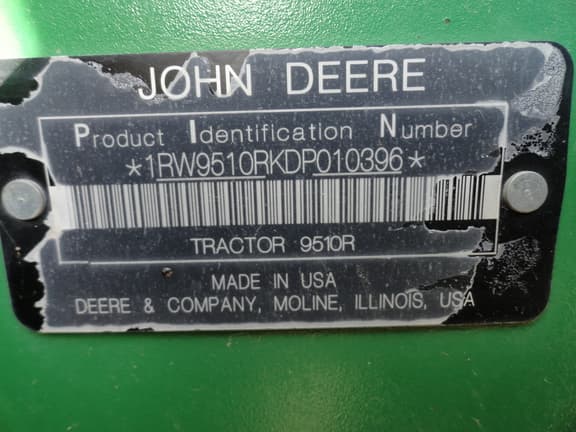 JOHN DEERE
Product Identification Number
*1RW9510RKDP010396*
TRACTOR 9510R
MADE IN USA
DEERE & COMPANY, MOLINE, ILLINOIS, USA